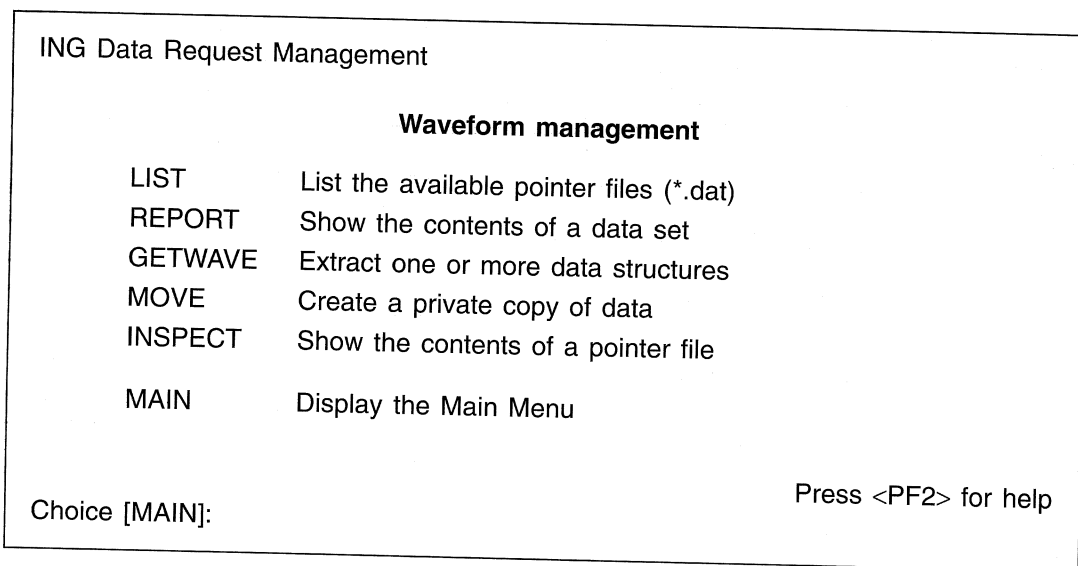 ING Data Request Management
Waveform management
LIST List the available pointer files (*.dat)
REPORT Show the contents of a data set
GETWAVE Extract one or more data structures
MOVE Create a private copy of data
INSPECT Show the contents of a pointer file
MAIN Display the Main Menu
Press <PF2> for help
Choice [MAIN]: